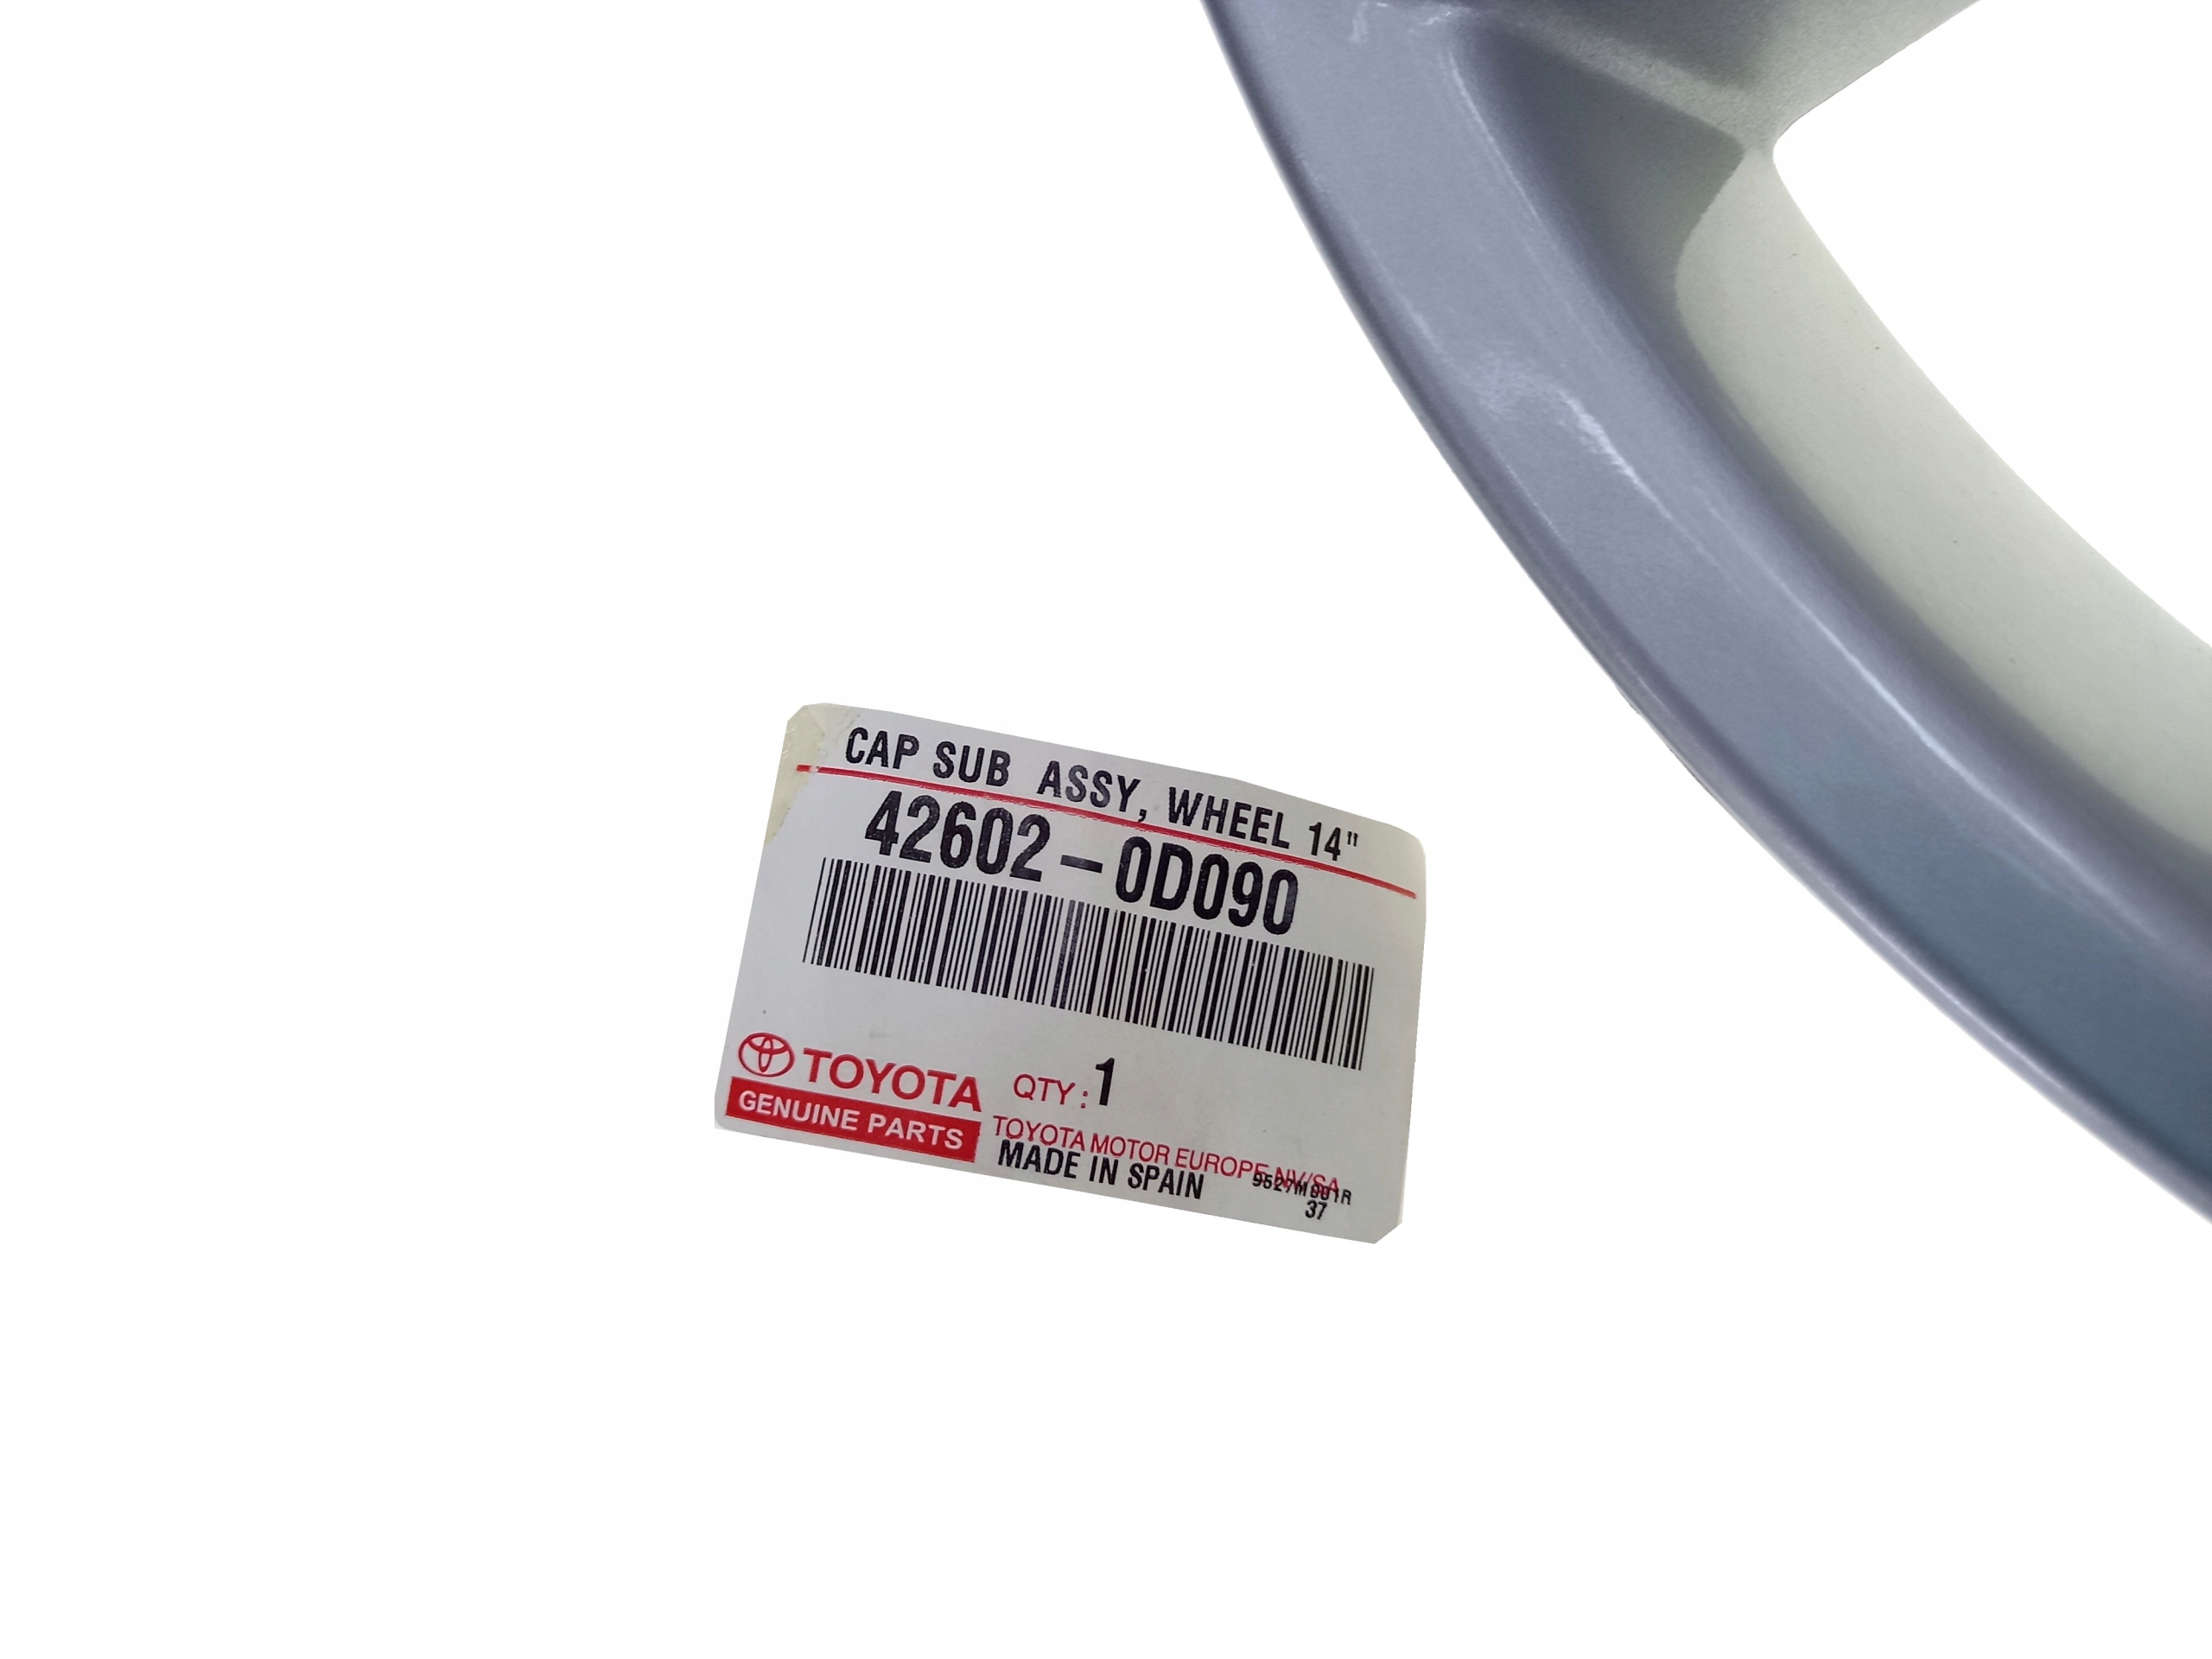 CAP SUB ASSY, WHEEL 14"
42602-0D090
TOYOTA
GENUINE PARTS
QTY: 1
TOYOTA MOTOR EUROPE NV/SA
MADE IN SPAIN
9527M001R
37